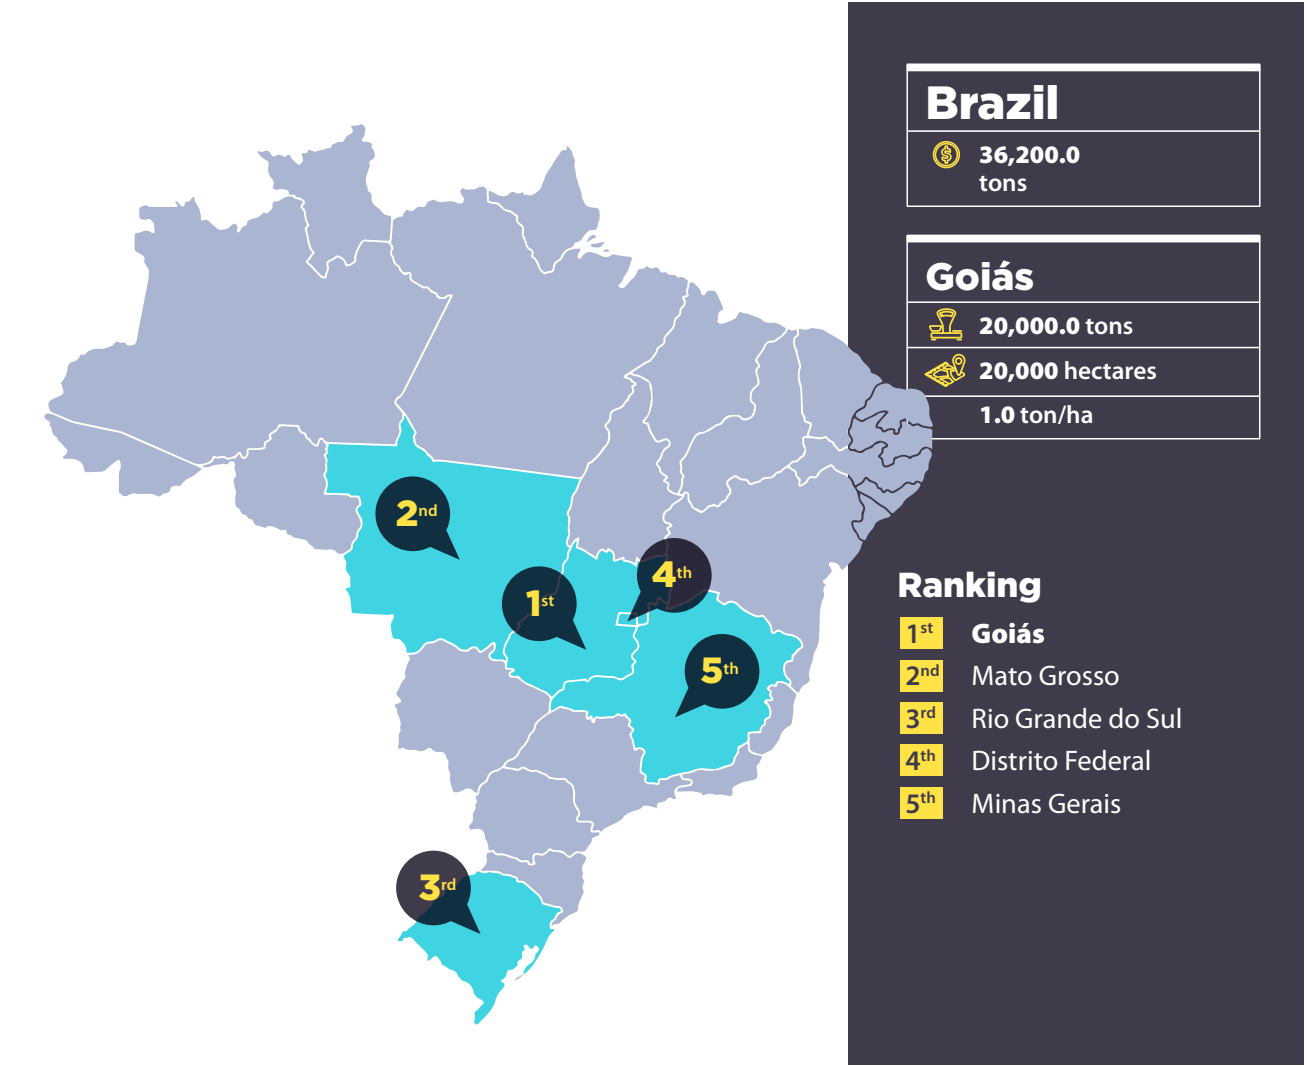 Brazil
36,200.0
tons
Goiás
20,000.0 tons
20,000 hectares
1.0 ton/ha
2nd
4th
1st
5th
3rd
Ranking
1st Goiás
2nd Mato Grosso
3rd Rio Grande do Sul
4th Distrito Federal
5th Minas Gerais